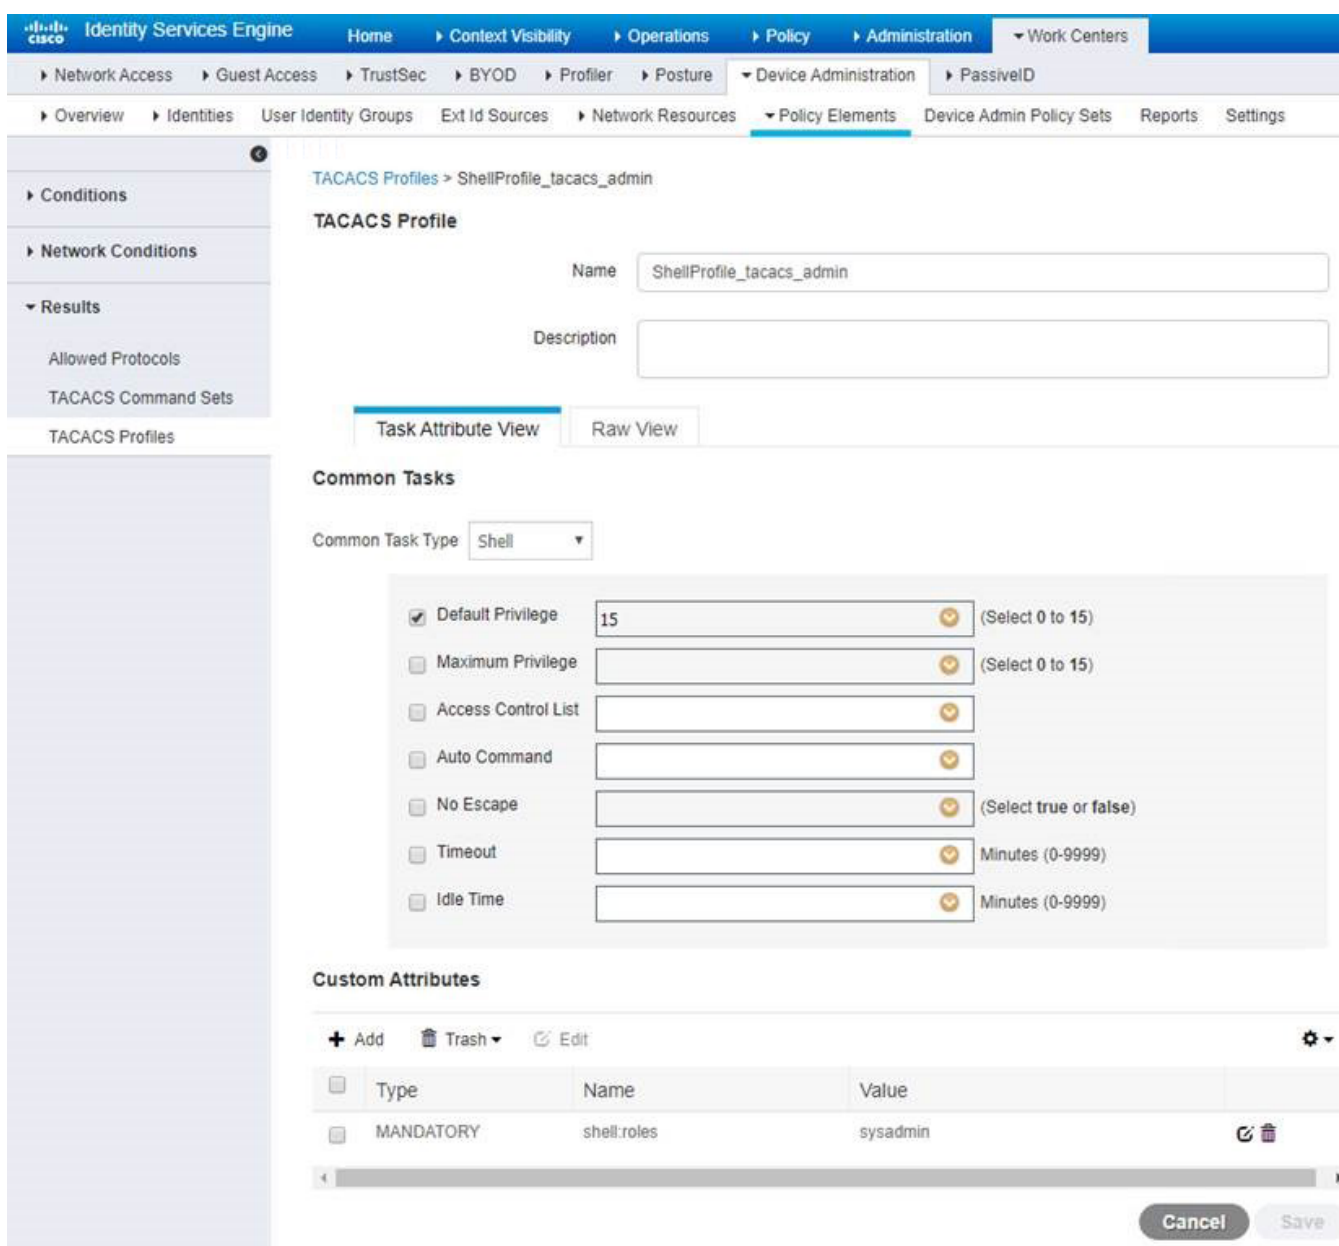 cisco Identity Services Engine Home Context Visibility Operations Policy Administration Work Centers
Network Access Guest Access TrustSec BYOD Profiler Posture Device Administration PassiveID
Overview Identities User Identity Groups Ext Id Sources Network Resources Policy Elements Device Admin Policy Sets Reports Settings
Conditions
Network Conditions
Results
Allowed Protocols
TACACS Command Sets
TACACS Profiles
TACACS Profiles > ShellProfile_tacacs_admin
TACACS Profile
Name ShellProfile_tacacs_admin
Description
Task Attribute View Raw View
Common Tasks
Common Task Type Shell
Default Privilege 15 (Select 0 to 15)
Maximum Privilege (Select 0 to 15)
Access Control List
Auto Command
No Escape (Select true or false)
Timeout Minutes (0-9999)
Idle Time Minutes (0-9999)
Custom Attributes
Add Trash Edit
Type Name Value
MANDATORY shell:roles sysadmin
Cancel Save